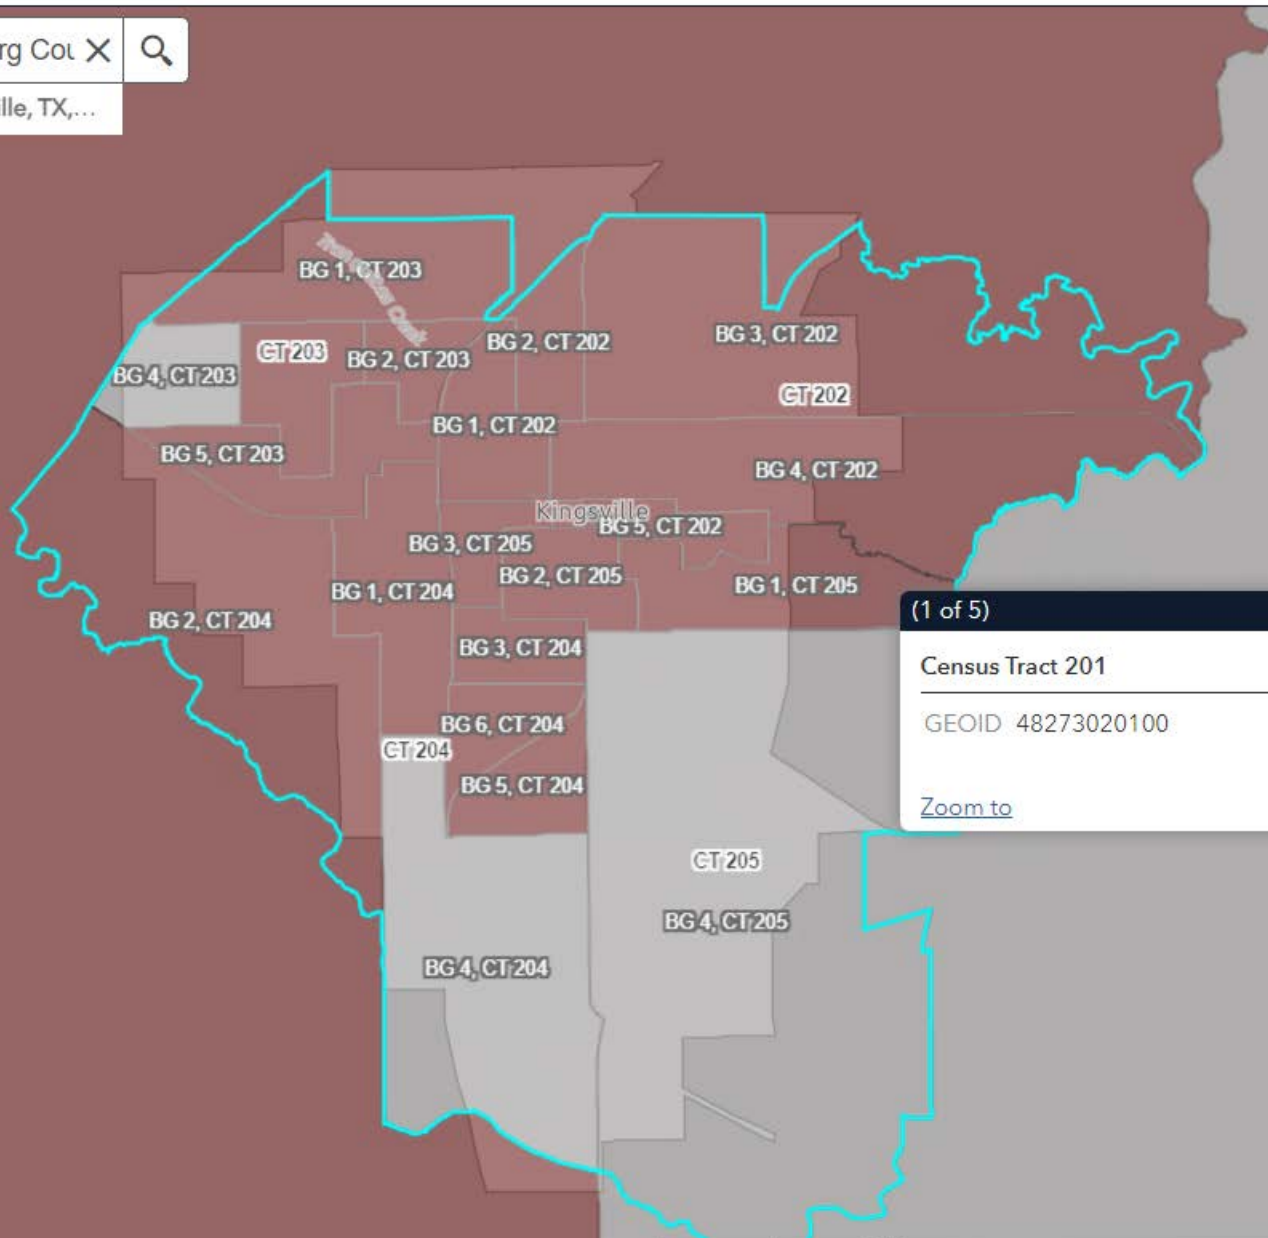 rg Cou
lle, TX,...
BG 1, CT 203
BG 2, CT 202
BG 3, CT 202
CT 203
BG 2, CT 203
BG 4, CT 203
CT 202
BG 1, CT 202
BG 5, CT 203
BG 4, CT 202
Kingsville
BG 5, CT 202
BG 3, CT 205
BG 2, CT 205
BG 1, CT 205
BG 1, CT 204
BG 2, CT 204
(1 of 5)
BG 3, CT 204
Census Tract 201
BG 6, CT 204
GEOID 48273020100
CT 204
BG 5, CT 204
Zoom to
CT 205
BG 4, CT 205
BG 4, CT 204